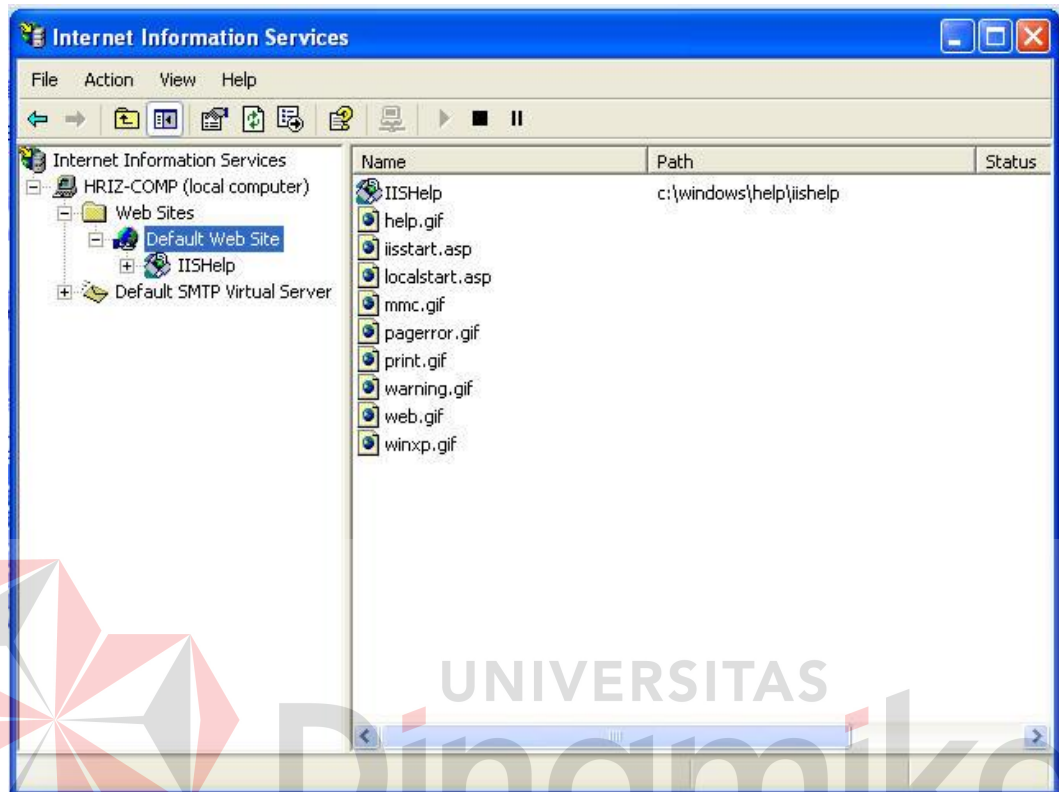 Internet Information Services
File Action View Help
Internet Information Services
HRIZ-COMP (local computer)
Web Sites
Default Web Site
IISHelp
Default SMTP Virtual Server
Name Path Status
IISHelp c:\windows\help\iishelp
help.gif
iisstart.asp
localstart.asp
mmc.gif
pagerror.gif
print.gif
warning.gif
web.gif
winxp.gif
UNIVERSITAS
Dinamika